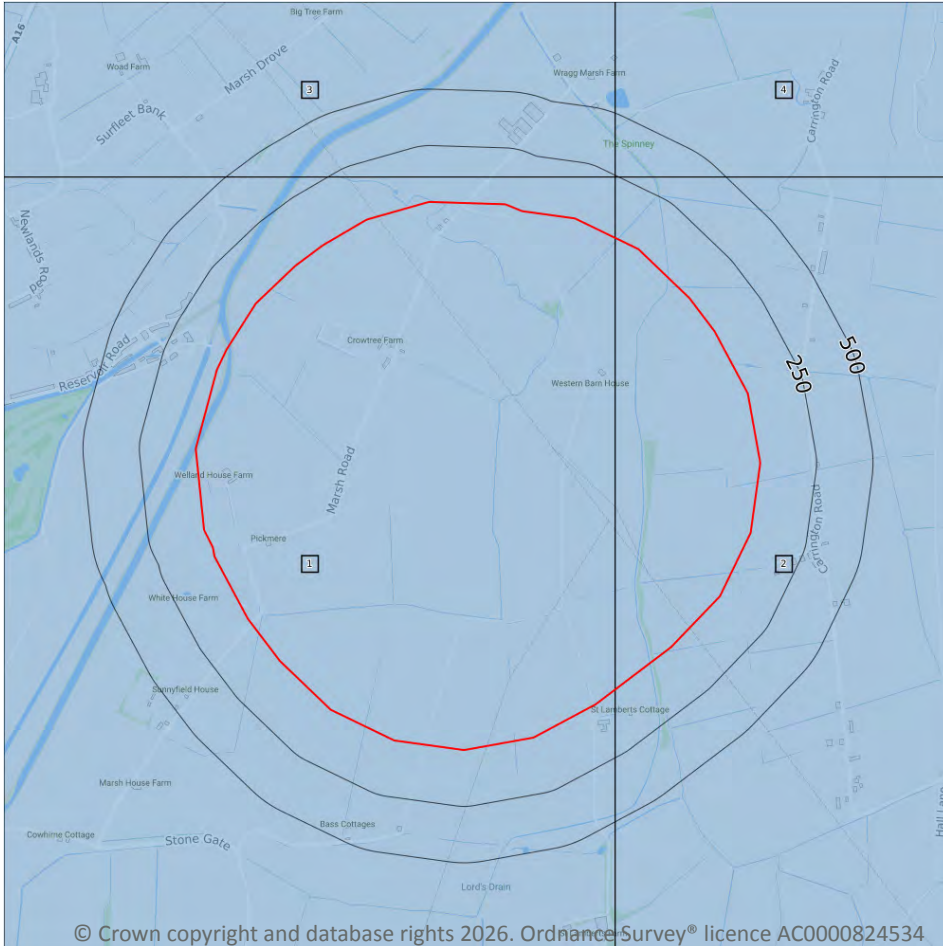 Big Tree Farm
A16
Woad Farm
Marsh Drove
Wragg Marsh Farm
3
4
Carrington Road
Surfleet Bank
The Spinney
Newlands Road
Crowtree Farm
500
250
Reservoir Road
Western Barn House
Marsh Road
Welland House Farm
Carrington Road
Pickmere
1
2
White House Farm
Sunnyfield House
St Lamberts Cottage
Marsh House Farm
Hall Lane
Bass Cottages
Cowhime Cottage
Stone Gate
Lord's Drain
© Crown copyright and database rights 2026. Ordnance Survey® licence AC0000824534